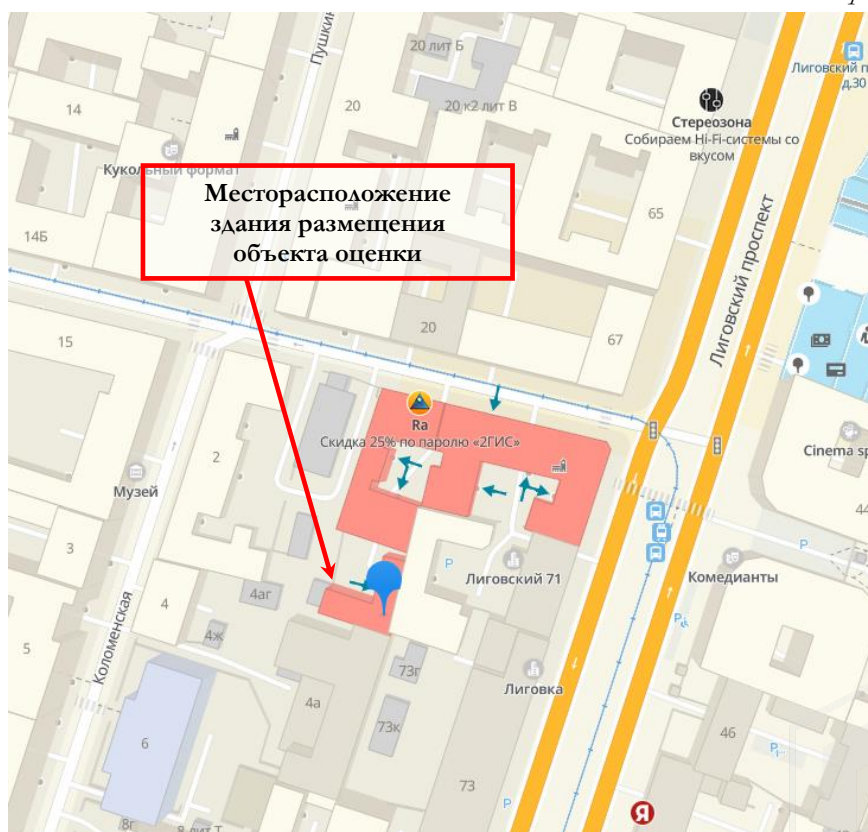 20 лит Б
Пушкин
Лиговский п
д.30
14
20
20 к2 лит В
Стереозона
Собираем Hi-Fi-системы со
вкусом
Кукольный формат
Месторасположение
здания размещения
объекта оценки
65
14Б
Лиговский проспект
20
67
15
Ra
Скидка 25% по паролю «2ГИС»
2
Cinema sp
Музей
44
3
P
Лиговский 71
Комедианты
4аг
4
P
5
4ж
Коломенская
73г
Лиговка
4а
73к
46
6
P
73
P
Я
8г
8 лит Т